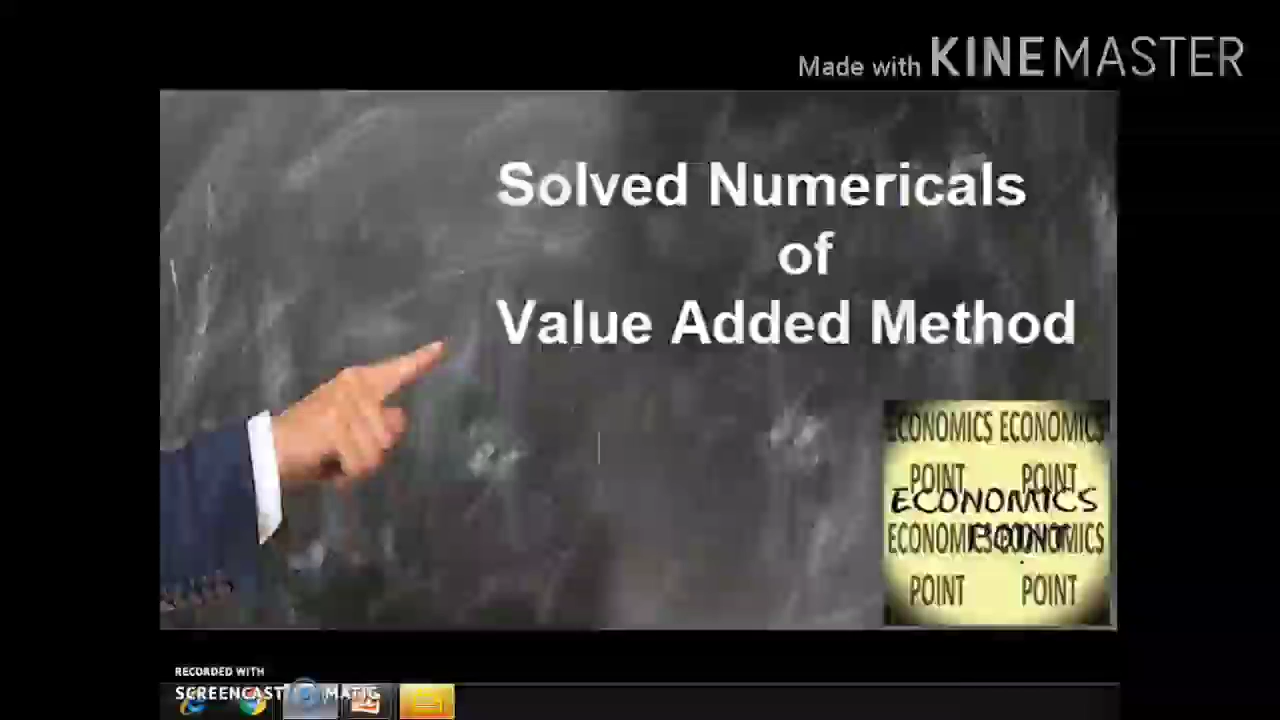 Made with KINEMASTER
Solved Numericals
of
Value Added Method
ECONOMICS ECONOMICS
POINT POINT
ECONOMICS
POINT
ECONOMICS ECONOMICS
POINT POINT
RECORDED WITH
SCREENCAST MATIC